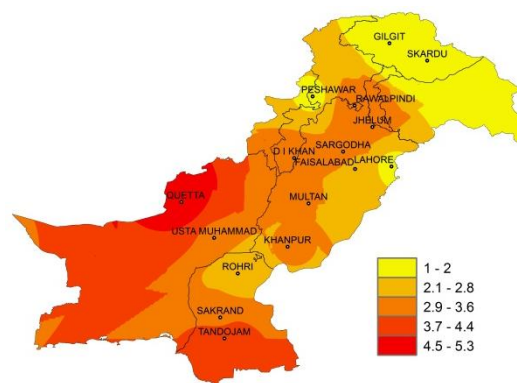 GILGIT
SKARDU
PESHAWAR
RAWALPINDI
JHELUM
SARGODHA
D I KHAN
FAISALABAD
LAHORE
QUETTA
MULTAN
USTA MUHAMMAD
KHANPUR
ROHRI
SAKRAND
TANDOJAM
1 - 2
2.1 - 2.8
2.9 - 3.6
3.7 - 4.4
4.5 - 5.3